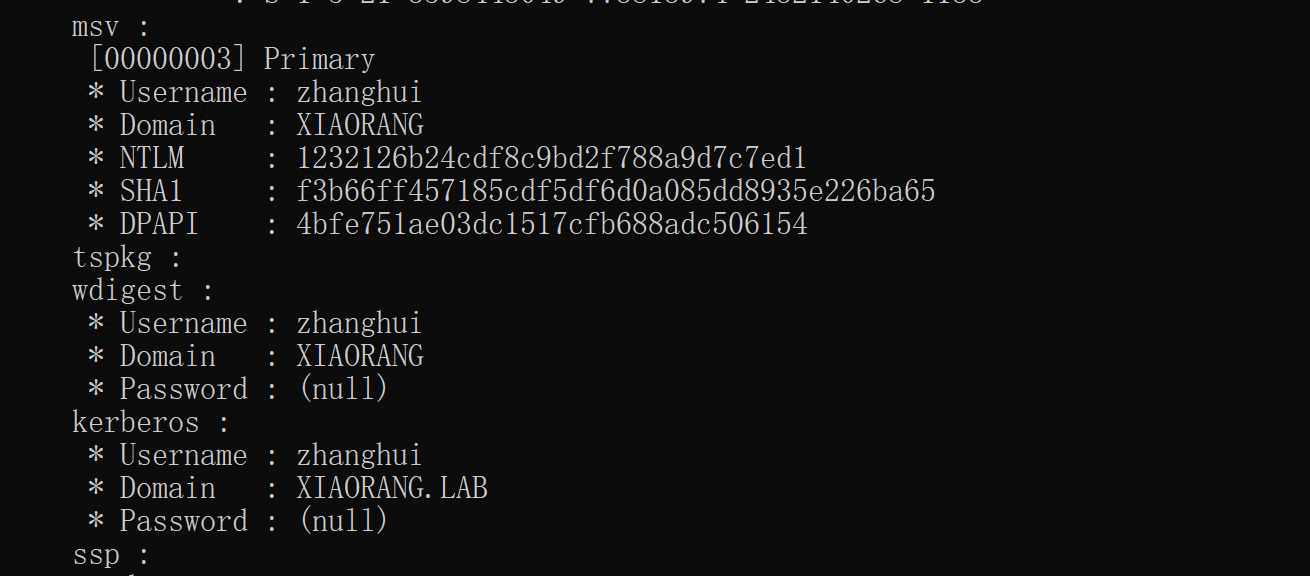 msv :
[00000003] Primary
* Username : zhanghui
* Domain   : XIAORANG
* NTLM     : 1232126b24cdf8c9bd2f788a9d7c7ed1
* SHA1     : f3b66ff457185cdf5df6d0a085dd8935e226ba65
* DPAPI    : 4bfe751ae03dc1517cfb688adc506154
tspkg :
wdigest :
* Username : zhanghui
* Domain   : XIAORANG
* Password : (null)
kerberos :
* Username : zhanghui
* Domain   : XIAORANG.LAB
* Password : (null)
ssp :